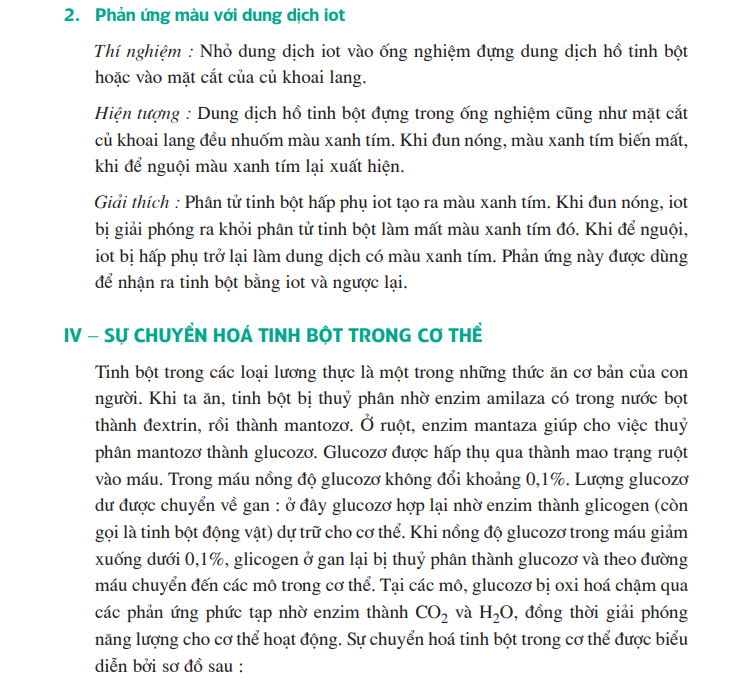 2. Phản ứng màu với dung dịch iot
Thí nghiệm : Nhỏ dung dịch iot vào ống nghiệm đựng dung dịch hồ tinh bột
hoặc vào mặt cắt của củ khoai lang.
Hiện tượng : Dung dịch hồ tinh bột đựng trong ống nghiệm cũng như mặt cắt
củ khoai lang đều nhuốm màu xanh tím. Khi đun nóng, màu xanh tím biến mất,
khi để nguội màu xanh tím lại xuất hiện.
Giải thích : Phân tử tinh bột hấp phụ iot tạo ra màu xanh tím. Khi đun nóng, iot
bị giải phóng ra khỏi phân tử tinh bột làm mất màu xanh tím đó. Khi để nguội,
iot bị hấp phụ trở lại làm dung dịch có màu xanh tím. Phản ứng này được dùng
để nhận ra tinh bột bằng iot và ngược lại.
IV – SỰ CHUYỂN HOÁ TINH BỘT TRONG CƠ THỂ
Tinh bột trong các loại lương thực là một trong những thức ăn cơ bản của con
người. Khi ta ăn, tinh bột bị thuỷ phân nhờ enzim amilaza có trong nước bọt
thành đextrin, rồi thành mantozơ. Ở ruột, enzim mantaza giúp cho việc thuỷ
phân mantozơ thành glucozơ. Glucozơ được hấp thụ qua thành mao trạng ruột
vào máu. Trong máu nồng độ glucozơ không đổi khoảng 0,1%. Lượng glucozơ
dư được chuyển về gan : ở đây glucozơ hợp lại nhờ enzim thành glicogen (còn
gọi là tinh bột động vật) dự trữ cho cơ thể. Khi nồng độ glucozơ trong máu giảm
xuống dưới 0,1%, glicogen ở gan lại bị thuỷ phân thành glucozơ và theo đường
máu chuyển đến các mô trong cơ thể. Tại các mô, glucozơ bị oxi hoá chậm qua
các phản ứng phức tạp nhờ enzim thành CO₂ và H₂O, đồng thời giải phóng
năng lượng cho cơ thể hoạt động. Sự chuyển hoá tinh bột trong cơ thể được biểu
diễn bởi sơ đồ sau :